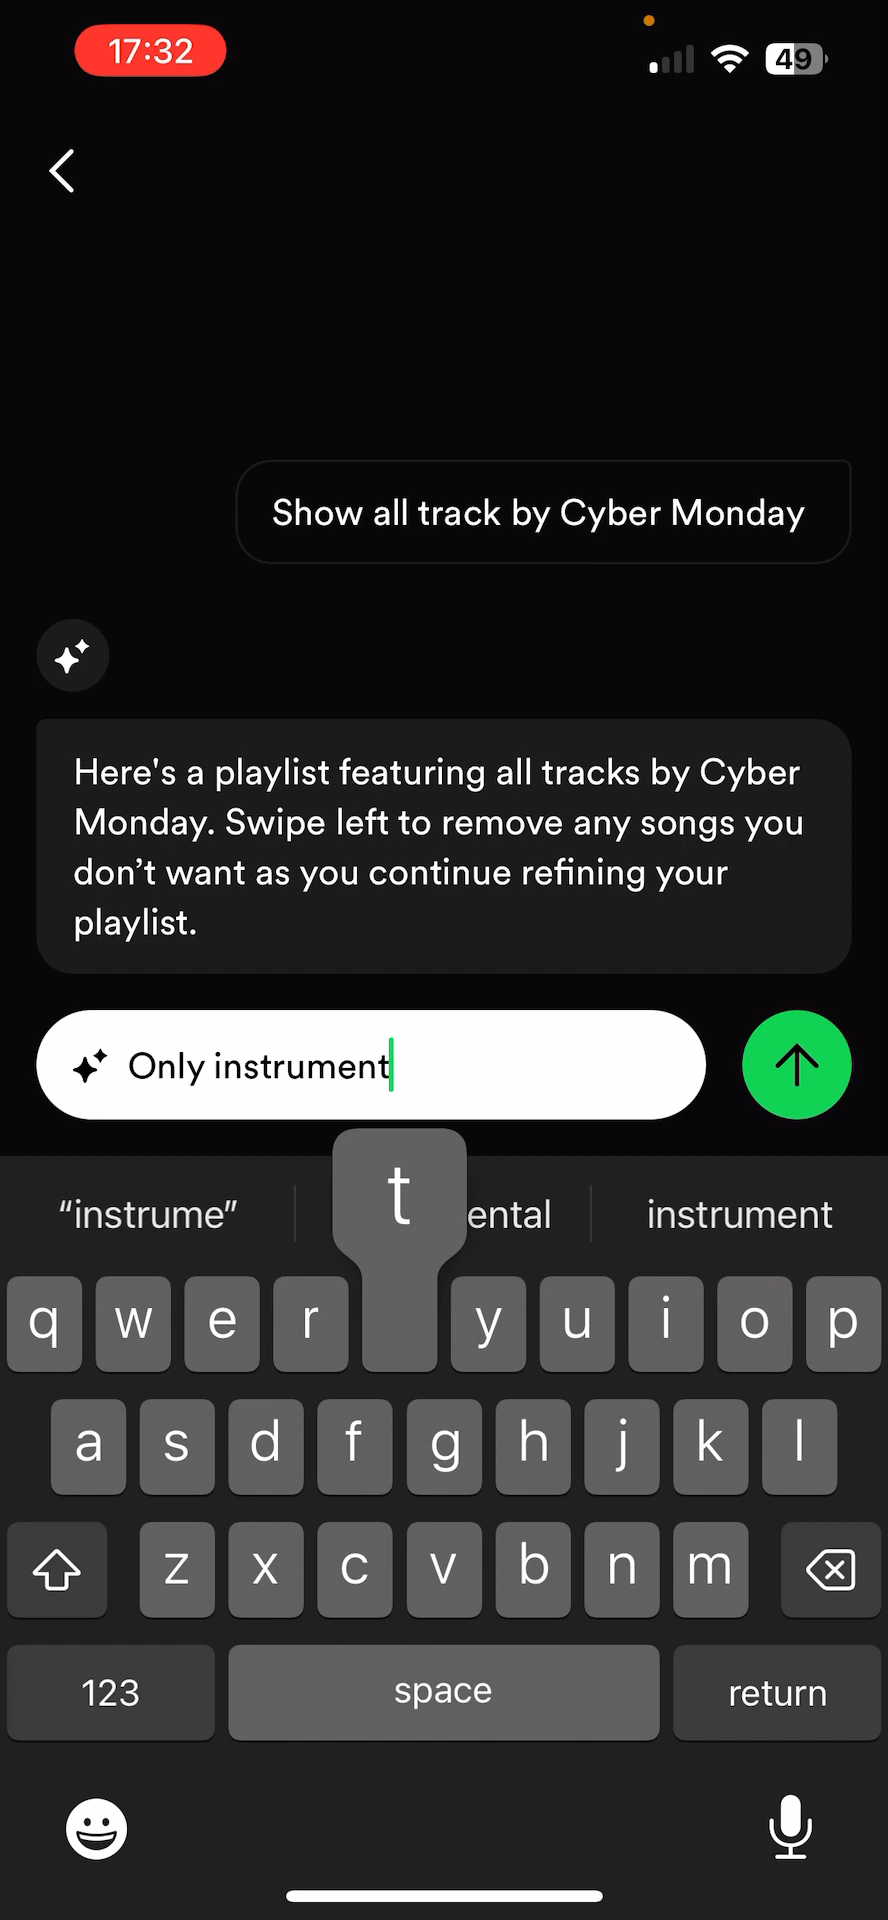 17:32
49
Show all track by Cyber Monday
Here's a playlist featuring all tracks by Cyber
Monday. Swipe left to remove any songs you
don’t want as you continue refining your
playlist.
Only instrument
t
“instrume”
ental
instrument
q w e r y u i o p
a s d f g h j k l
z x c v b n m
123 space return